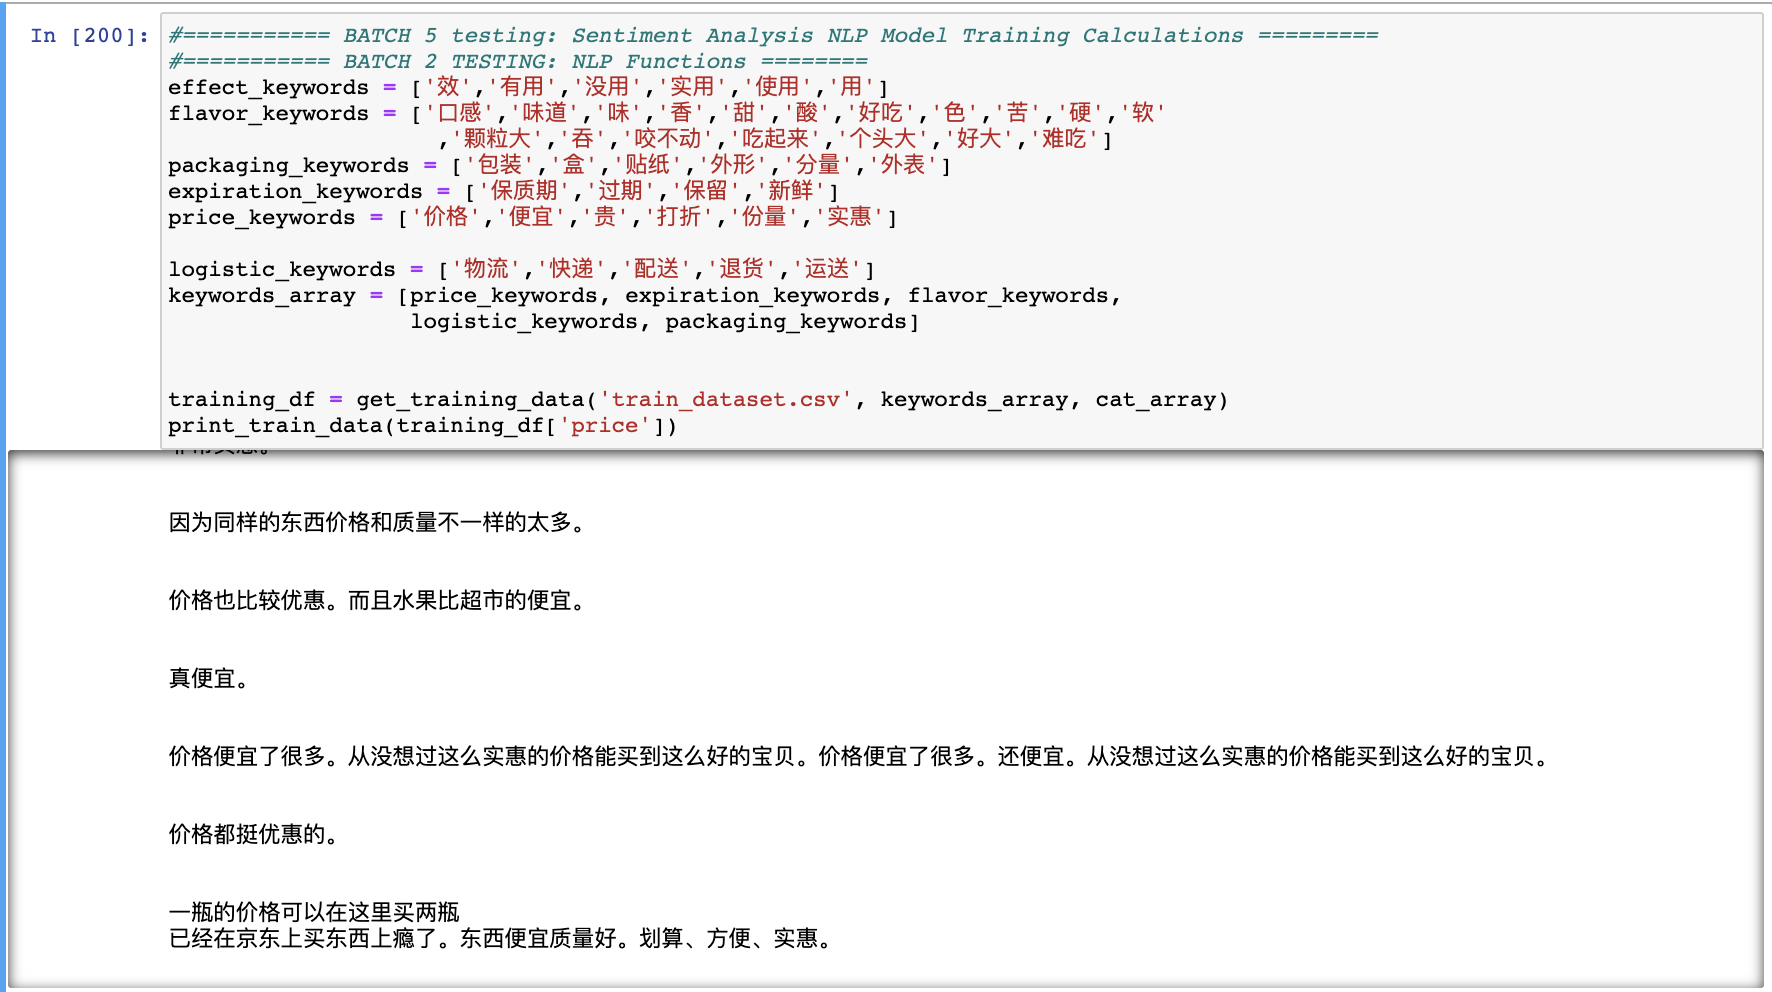 In [200]:
#=========== BATCH 5 testing: Sentiment Analysis NLP Model Training Calculations =========
#=========== BATCH 2 TESTING: NLP Functions ========
effect_keywords = ['效','有用','没用','实用','使用','用']
flavor_keywords = ['口感','味道','味','香','甜','酸','好吃','色','苦','硬','软'
,'颗粒大','吞','咬不动','吃起来','个头大','好大','难吃']
packaging_keywords = ['包装','盒','贴纸','外形','分量','外表']
expiration_keywords = ['保质期','过期','保留','新鲜']
price_keywords = ['价格','便宜','贵','打折','份量','实惠']
logistic_keywords = ['物流','快递','配送','退货','运送']
keywords_array = [price_keywords, expiration_keywords, flavor_keywords,
logistic_keywords, packaging_keywords]
training_df = get_training_data('train_dataset.csv', keywords_array, cat_array)
print_train_data(training_df['price'])
因为同样的东西价格和质量不一样的太多。
价格也比较优惠。而且水果比超市的便宜。
真便宜。
价格便宜了很多。从没想过这么实惠的价格能买到这么好的宝贝。价格便宜了很多。还便宜。从没想过这么实惠的价格能买到这么好的宝贝。
价格都挺优惠的。
一瓶的价格可以在这里买两瓶
已经在京东上买东西上瘾了。东西便宜质量好。划算、方便、实惠。